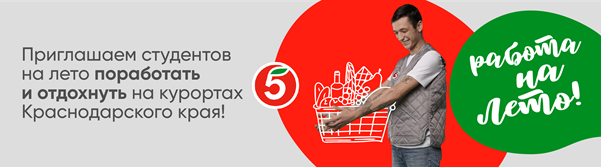 Приглашаем студентов
на лето поработать
и отдохнуть на курортах
Краснодарского края!
5
работа
на
лето!